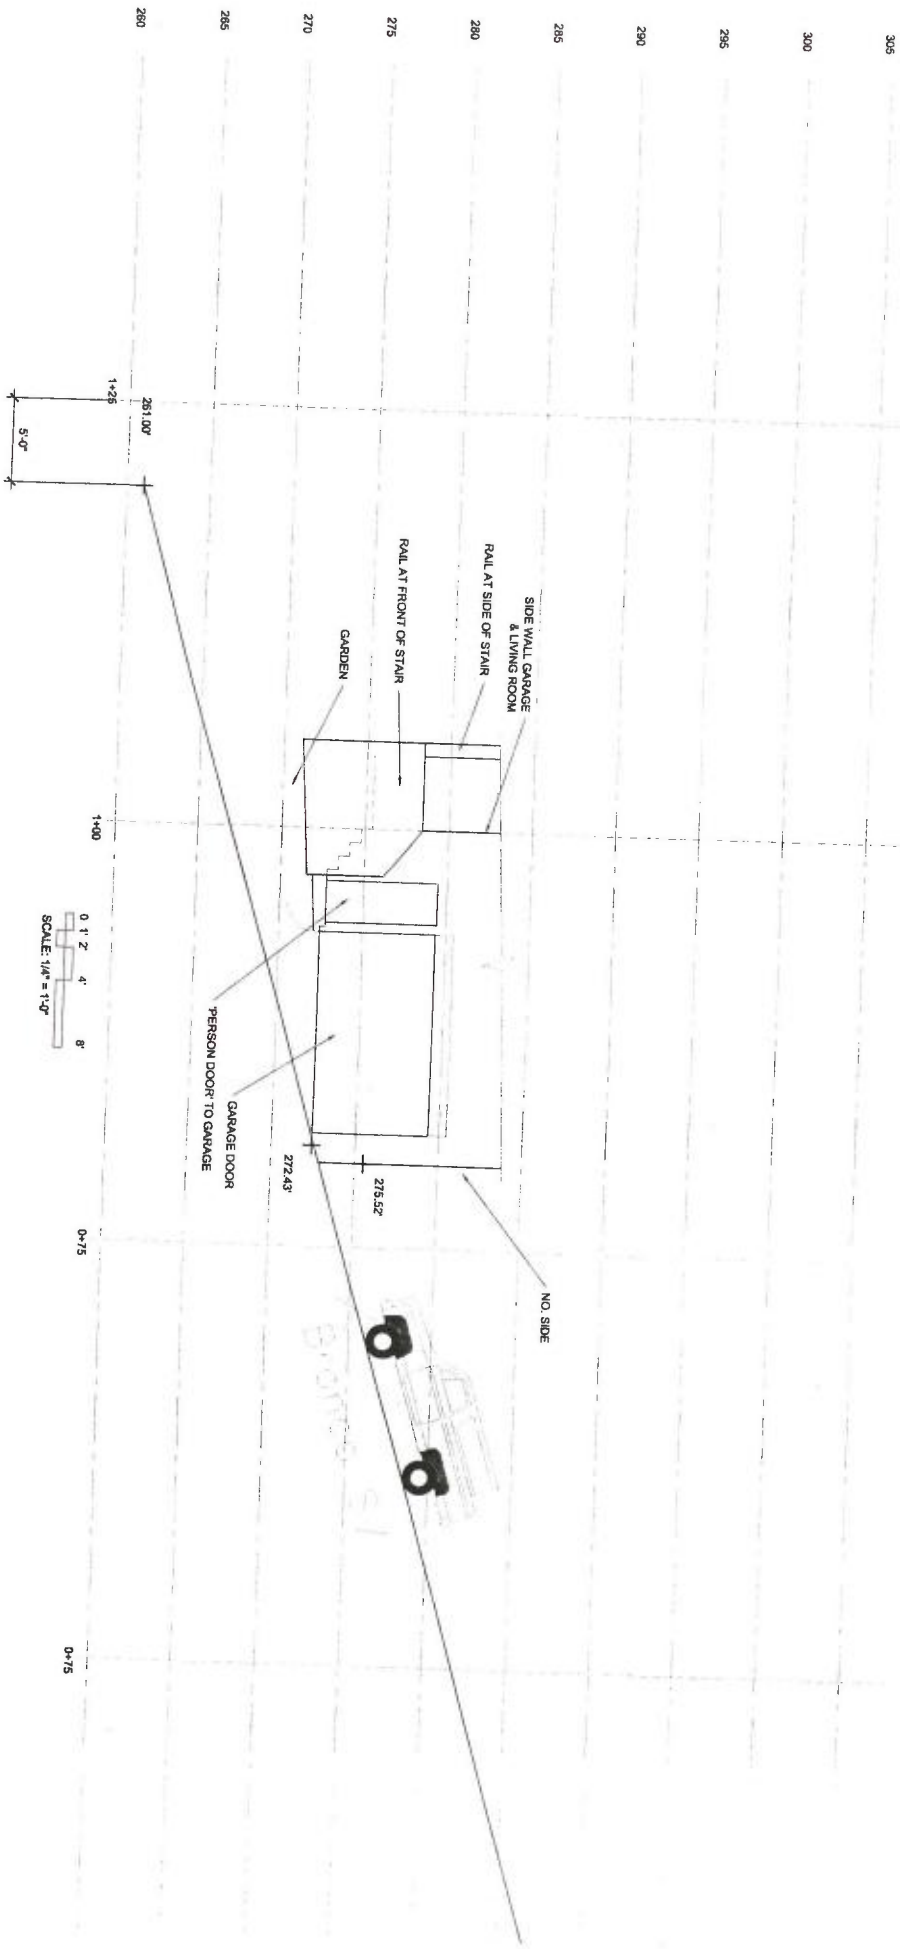 305
300
295
290
285
280
275
270
265
260
SIDE WALL GARAGE
& LIVING ROOM
RAIL AT SIDE OF STAIR
RAIL AT FRONT OF STAIR
GARDEN
NO. SIDE
275.52'
272.43'
GARAGE DOOR
'PERSON DOOR' TO GARAGE
261.00'
1+25
1+00
0+75
0+75
5'-0"
0 1' 2' 4' 8'
SCALE: 1/4" = 1'-0"